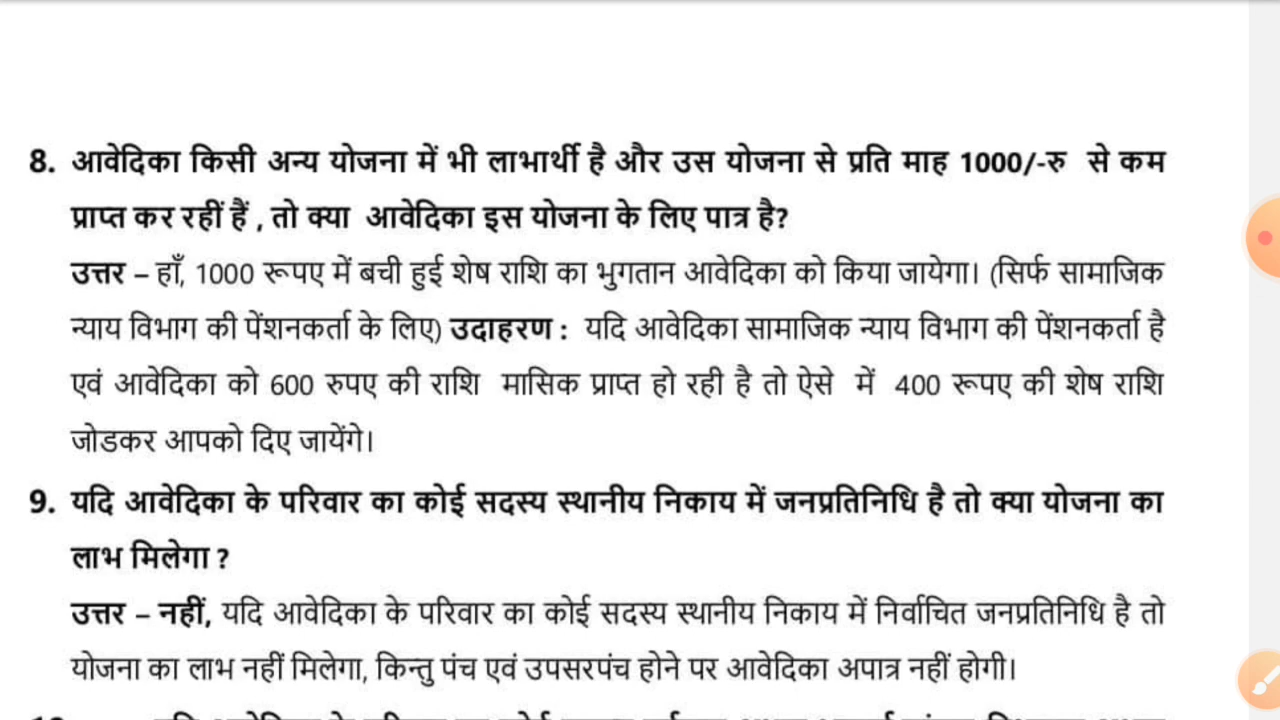 8. आवेदिका किसी अन्य योजना में भी लाभार्थी है और उस योजना से प्रति माह 1000/-रु से कम
प्राप्त कर रहीं हैं , तो क्या आवेदिका इस योजना के लिए पात्र है?
उत्तर – हाँ, 1000 रूपए में बची हुई शेष राशि का भुगतान आवेदिका को किया जायेगा। (सिर्फ सामाजिक
न्याय विभाग की पेंशनकर्ता के लिए) उदाहरण : यदि आवेदिका सामाजिक न्याय विभाग की पेंशनकर्ता है
एवं आवेदिका को 600 रुपए की राशि मासिक प्राप्त हो रही है तो ऐसे में 400 रूपए की शेष राशि
जोडकर आपको दिए जायेंगे।
9. यदि आवेदिका के परिवार का कोई सदस्य स्थानीय निकाय में जनप्रतिनिधि है तो क्या योजना का
लाभ मिलेगा ?
उत्तर – नहीं, यदि आवेदिका के परिवार का कोई सदस्य स्थानीय निकाय में निर्वाचित जनप्रतिनिधि है तो
योजना का लाभ नहीं मिलेगा, किन्तु पंच एवं उपसरपंच होने पर आवेदिका अपात्र नहीं होगी।